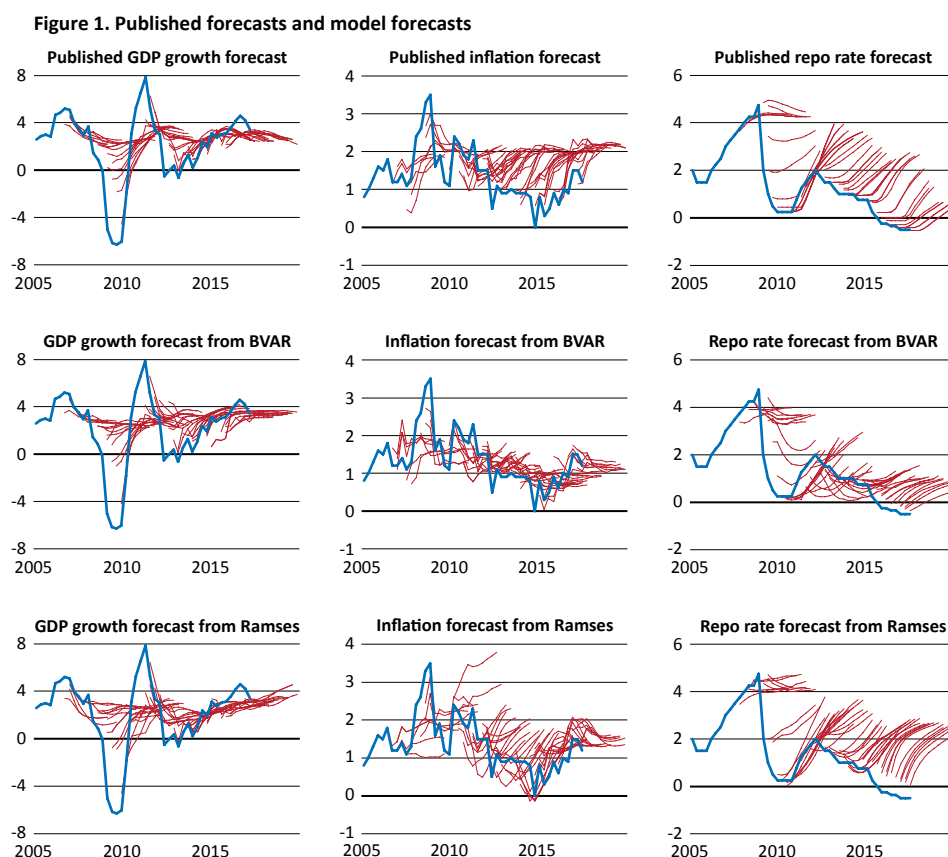 Figure 1. Published forecasts and model forecasts
Published GDP growth forecast
8
4
0
-4
-8
2005 2010 2015
Published inflation forecast
4
3
2
1
0
-1
2005 2010 2015
Published repo rate forecast
6
4
2
0
-2
2005 2010 2015
GDP growth forecast from BVAR
8
4
0
-4
-8
2005 2010 2015
Inflation forecast from BVAR
4
3
2
1
0
-1
2005 2010 2015
Repo rate forecast from BVAR
6
4
2
0
-2
2005 2010 2015
GDP growth forecast from Ramses
8
4
0
-4
-8
2005 2010 2015
Inflation forecast from Ramses
4
3
2
1
0
-1
2005 2010 2015
Repo rate forecast from Ramses
6
4
2
0
-2
2005 2010 2015